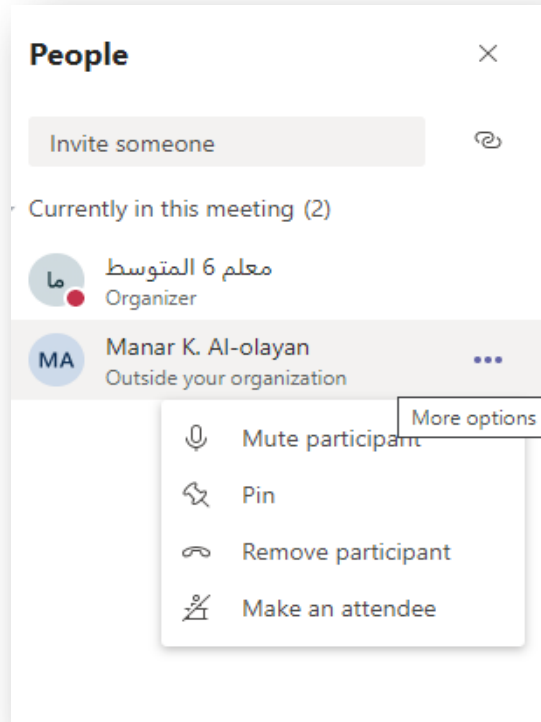 People
Invite someone
Currently in this meeting (2)
ما
معلم 6 المتوسط
Organizer
MA
Manar K. Al-olayan
Outside your organization
More options
Mute participant
Pin
Remove participant
Make an attendee